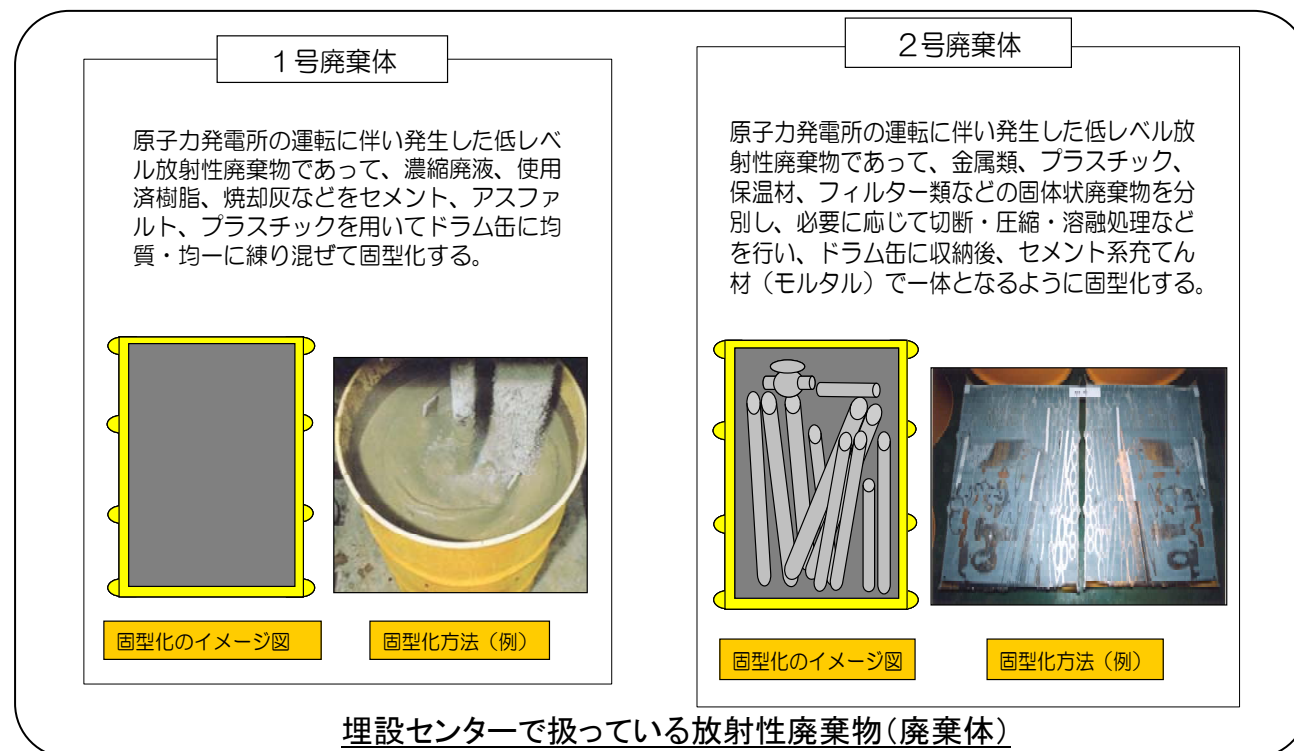 1号廃棄体
原子力発電所の運転に伴い発生した低レベ
ル放射性廃棄物であって、濃縮廃液、使用
済樹脂、焼却灰などをセメント、アスファ
ルト、プラスチックを用いてドラム缶に均
質・均一に練り混ぜて固型化する。
固型化のイメージ図
固型化方法（例）
2号廃棄体
原子力発電所の運転に伴い発生した低レベル放
射性廃棄物であって、金属類、プラスチック、
保温材、フィルター類などの固体状廃棄物を分
別し、必要に応じて切断・圧縮・溶融処理など
を行い、ドラム缶に収納後、セメント系充てん
材（モルタル）で一体となるように固型化する。
固型化のイメージ図
固型化方法（例）
埋設センターで扱っている放射性廃棄物（廃棄体）